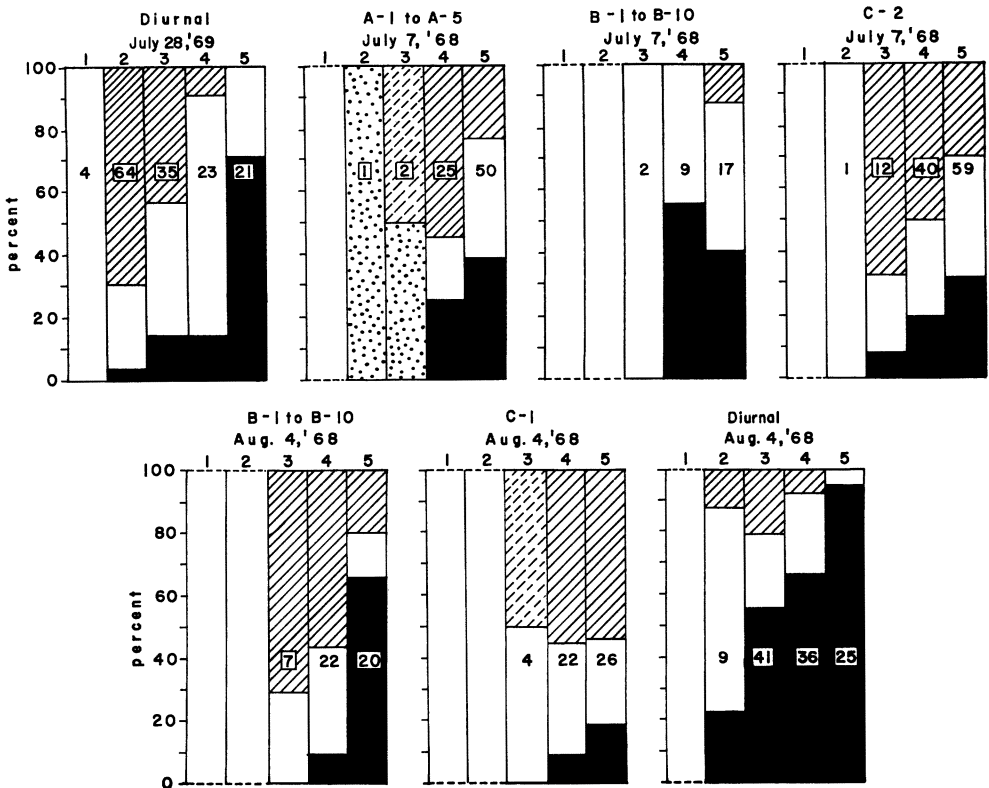 Diurnal
July 28,'69
1 2 3 4 5
A-1 to A-5
July 7,'68
1 2 3 4 5
B-1 to B-10
July 7,'68
1 2 3 4 5
C-2
July 7,'68
1 2 3 4 5
percent
100
80
60
40
20
0
4 64 35 23 21
1 2 25 50
2 9 17
1 12 40 59
B-1 to B-10
Aug. 4,'68
1 2 3 4 5
C-1
Aug. 4,'68
1 2 3 4 5
Diurnal
Aug. 4,'68
1 2 3 4 5
percent
100
80
60
40
20
0
7 22 20
4 22 26
9 41 36 25